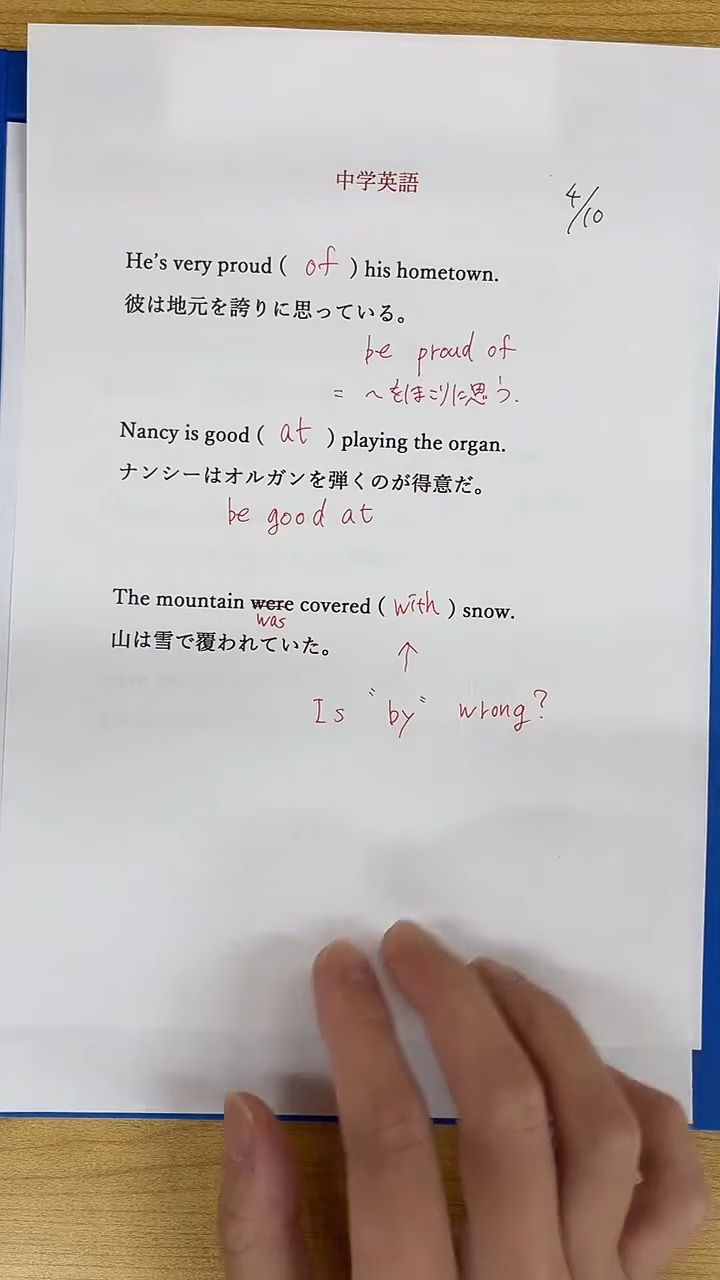 中学英語
4/10
He's very proud ( of ) his hometown.
彼は地元を誇りに思っている。
be proud of
= 〜をほこりに思う.
Nancy is good ( at ) playing the organ.
ナンシーはオルガンを弾くのが得意だ。
be good at
The mountain were covered ( with ) snow.
was
山は雪で覆われていた。
↑
Is "by" wrong?